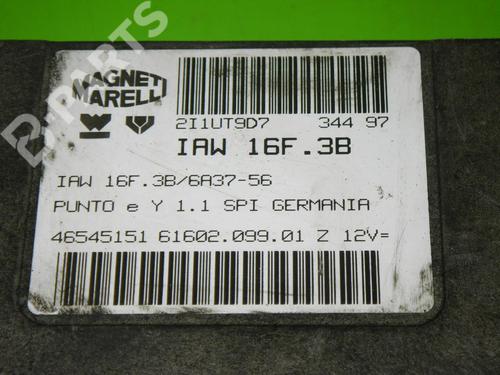 MAGNETI
MARELLI
2I1UT9D7 344 97
IAW 16F.3B
IAW 16F.3B/6A37-56
PUNTO e Y 1.1 SPI GERMANIA
46545151 61602.099.01 Z 12V=